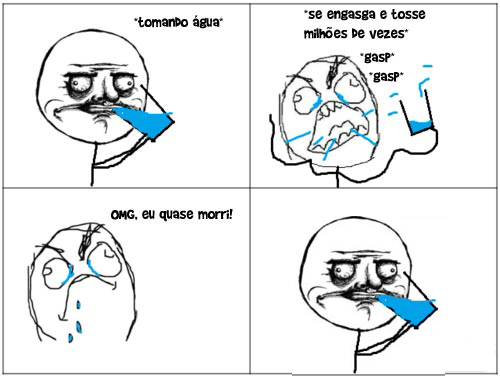 *tomando água*
*se engasga e tosse
milhões de vezes*
*gasp*
*gasp*
OMG, eu quase morri!